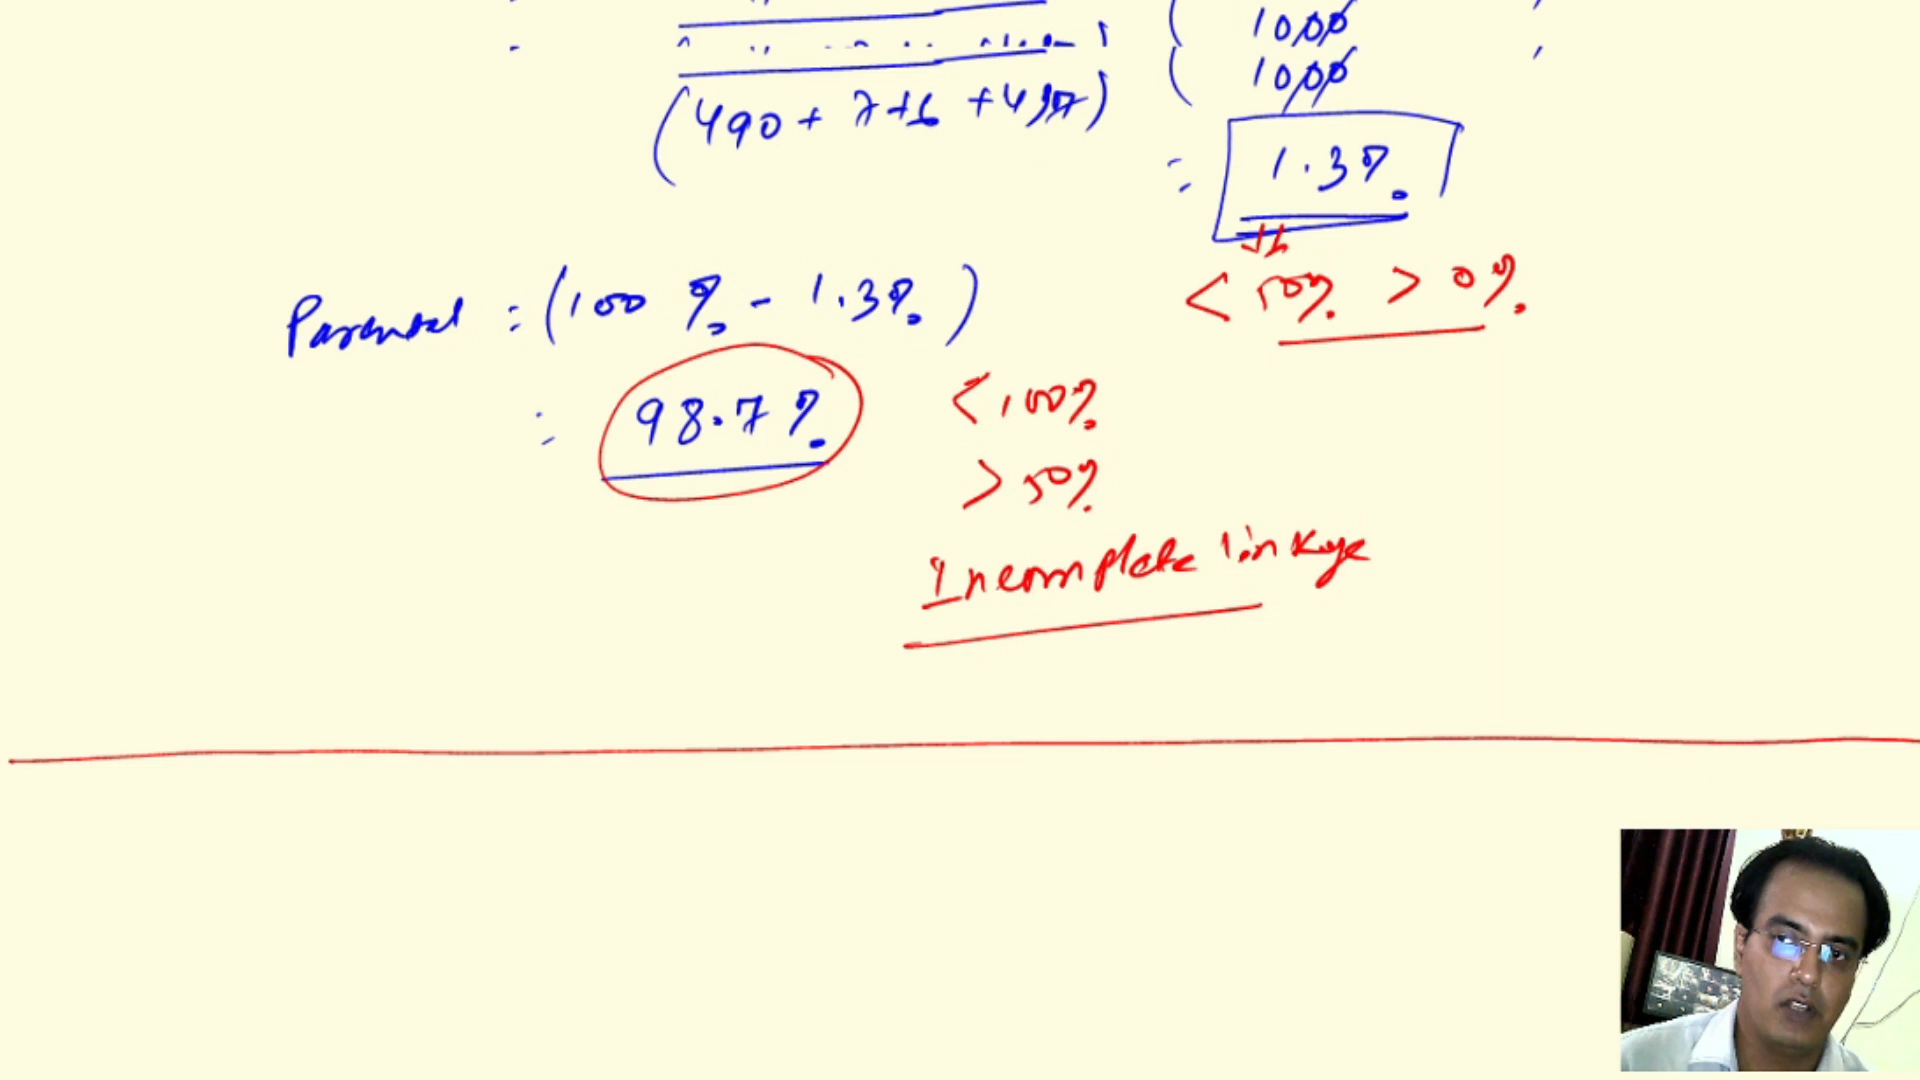 ( 1000
( 1000
(490 + 7+6 + 497)
= 1.3%
Parental : (100 % - 1.3%)
< 50% > 0%
= 98.7 %
< 100%
> 50%
Incomplete linkage